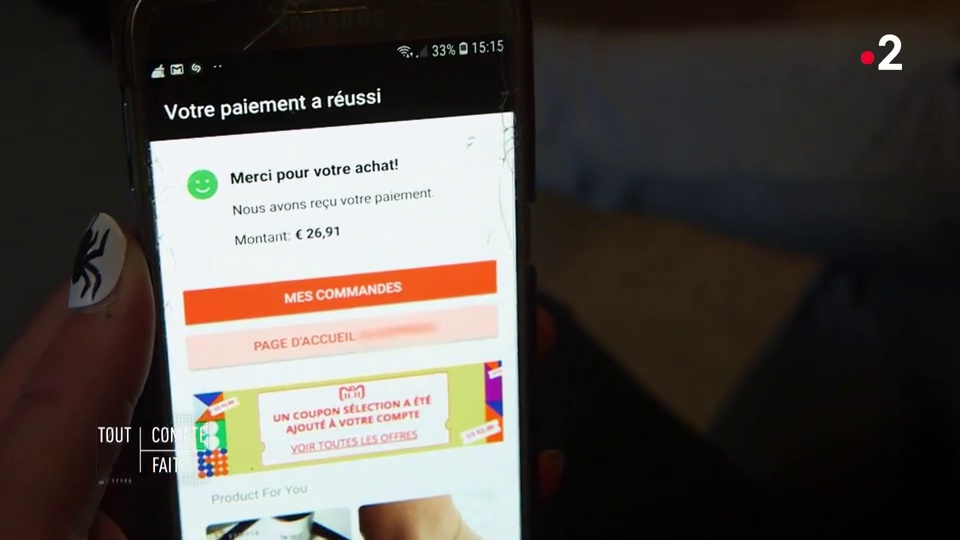 SAMSUNG
33% 15:15
2
Votre paiement a réussi
Merci pour votre achat!
Nous avons reçu votre paiement.
Montant: € 26,91
MES COMMANDES
PAGE D'ACCUEIL
11.11
UN COUPON SÉLECTION A ÉTÉ
AJOUTÉ À VOTRE COMPTE
VOIR TOUTES LES OFFRES
TOUT COMPTE
FAIT
Product For You